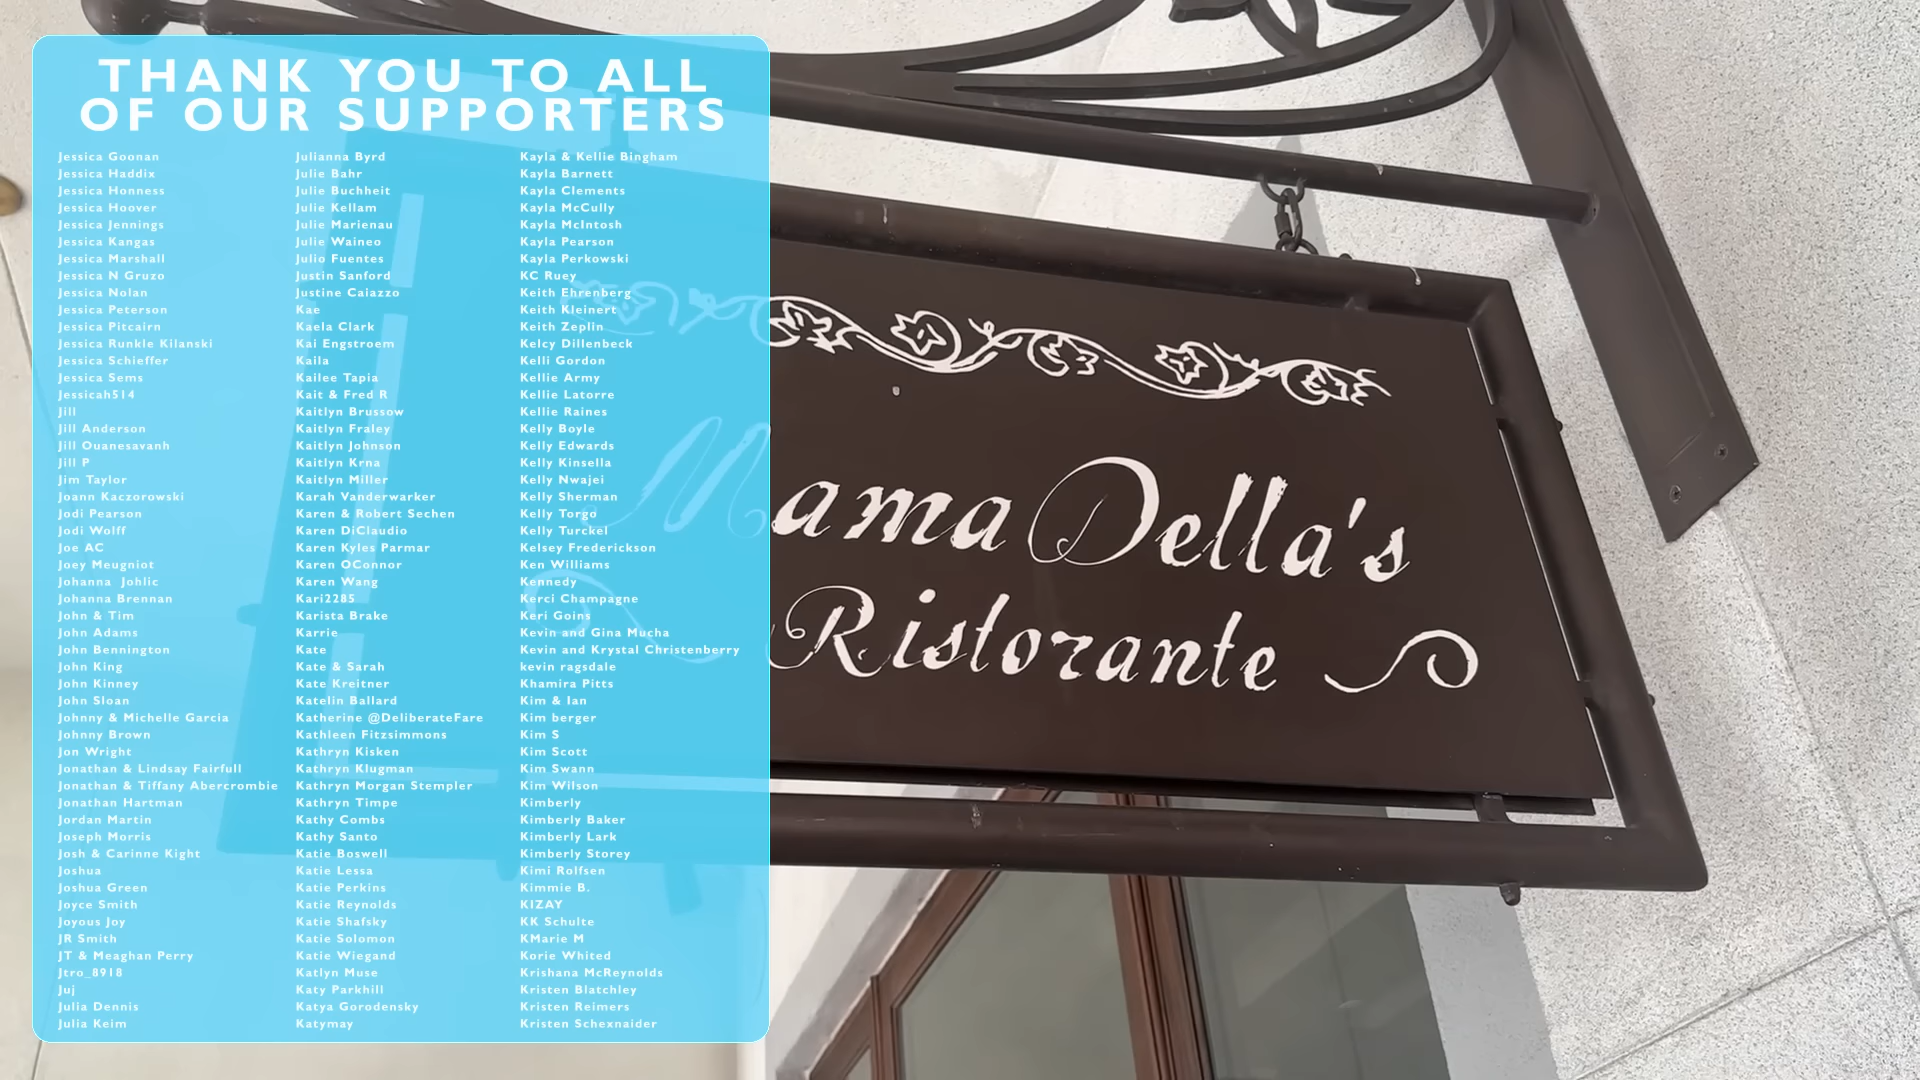 THANK YOU TO ALL
OF OUR SUPPORTERS
Jessica Goonan
Jessica Haddix
Jessica Honness
Jessica Hoover
Jessica Jennings
Jessica Kangas
Jessica Marshall
Jessica N Gruzo
Jessica Nolan
Jessica Peterson
Jessica Pitcairn
Jessica Runkle Kilanski
Jessica Schieffer
Jessica Sems
Jessicah514
Jill
Jill Anderson
Jill Ouanesavanh
Jill P
Jim Taylor
Joann Kaczorowski
Jodi Pearson
Jodi Wolff
Joe AC
Joey Meugniot
Johanna Johlic
Johanna Brennan
John & Tim
John Adams
John Bennington
John King
John Kinney
John Sloan
Johnny & Michelle Garcia
Johnny Brown
Jon Wright
Jonathan & Lindsay Fairfull
Jonathan & Tiffany Abercrombie
Jonathan Hartman
Jordan Martin
Joseph Morris
Josh & Carinne Kight
Joshua
Joshua Green
Joyce Smith
Joyous Joy
JR Smith
JT & Meaghan Perry
Jtro_8918
Juj
Julia Dennis
Julia Keim
Julianna Byrd
Julie Bahr
Julie Buchheit
Julie Kellam
Julie Marienau
Julie Waineo
Julio Fuentes
Justin Sanford
Justine Caiazzo
Kae
Kaela Clark
Kai Engstroem
Kaila
Kailee Tapia
Kait & Fred R
Kaitlyn Brussow
Kaitlyn Fraley
Kaitlyn Johnson
Kaitlyn Krna
Kaitlyn Miller
Karah Vanderwarker
Karen & Robert Sechen
Karen DiClaudio
Karen Kyles Parmar
Karen OConnor
Karen Wang
Kari2285
Karista Brake
Karrie
Kate
Kate & Sarah
Kate Kreitner
Katelin Ballard
Katherine @DeliberateFare
Kathleen Fitzsimmons
Kathryn Kisken
Kathryn Klugman
Kathryn Morgan Stempler
Kathryn Timpe
Kathy Combs
Kathy Santo
Katie Boswell
Katie Lessa
Katie Perkins
Katie Reynolds
Katie Shafsky
Katie Solomon
Katie Wiegand
Katlyn Muse
Katy Parkhill
Katya Gorodensky
Katymay
Kayla & Kellie Bingham
Kayla Barnett
Kayla Clements
Kayla McCully
Kayla McIntosh
Kayla Pearson
Kayla Perkowski
KC Ruey
Keith Ehrenberg
Keith Kleinert
Keith Zeplin
Kelcy Dillenbeck
Kelli Gordon
Kellie Army
Kellie Latorre
Kellie Raines
Kelly Boyle
Kelly Edwards
Kelly Kinsella
Kelly Nwajei
Kelly Sherman
Kelly Torgo
Kelly Turckel
Kelsey Frederickson
Ken Williams
Kennedy
Kerci Champagne
Keri Goins
Kevin and Gina Mucha
Kevin and Krystal Christenberry
kevin ragsdale
Khamira Pitts
Kim & Ian
Kim berger
Kim S
Kim Scott
Kim Swann
Kim Wilson
Kimberly
Kimberly Baker
Kimberly Lark
Kimberly Storey
Kimi Rolfsen
Kimmie B.
KIZAY
KK Schulte
KMarie M
Korie Whited
Krishana McReynolds
Kristen Blatchley
Kristen Reimers
Kristen Schexnaider
Mama Della's
Ristorante